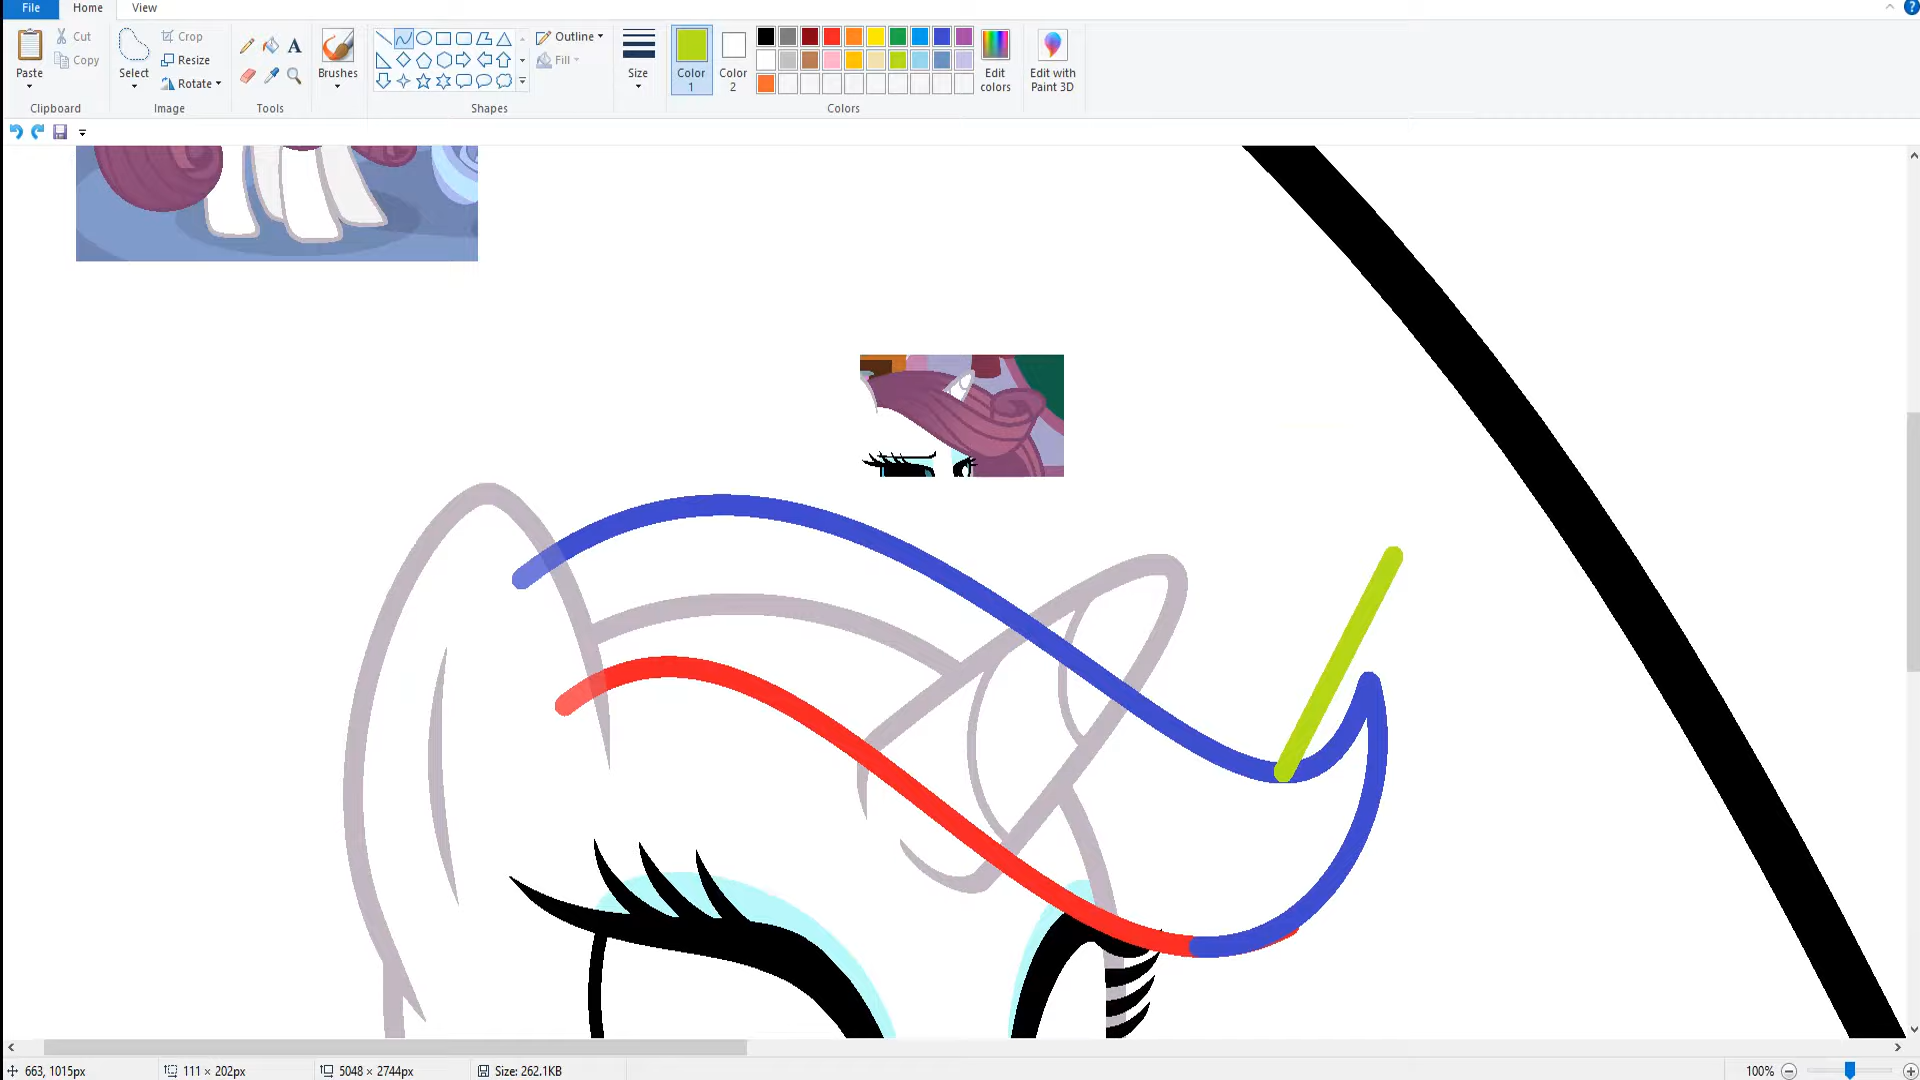 File Home View
Paste
Cut
Copy
Clipboard
Select
Crop
Resize
Rotate
Image
A
Tools
Brushes
Shapes
Outline
Fill
Size
Color
1
Color
2
Edit
colors
Colors
Edit with
Paint 3D
?
663, 1015px
111 × 202px
5048 × 2744px
Size: 262.1KB
100%